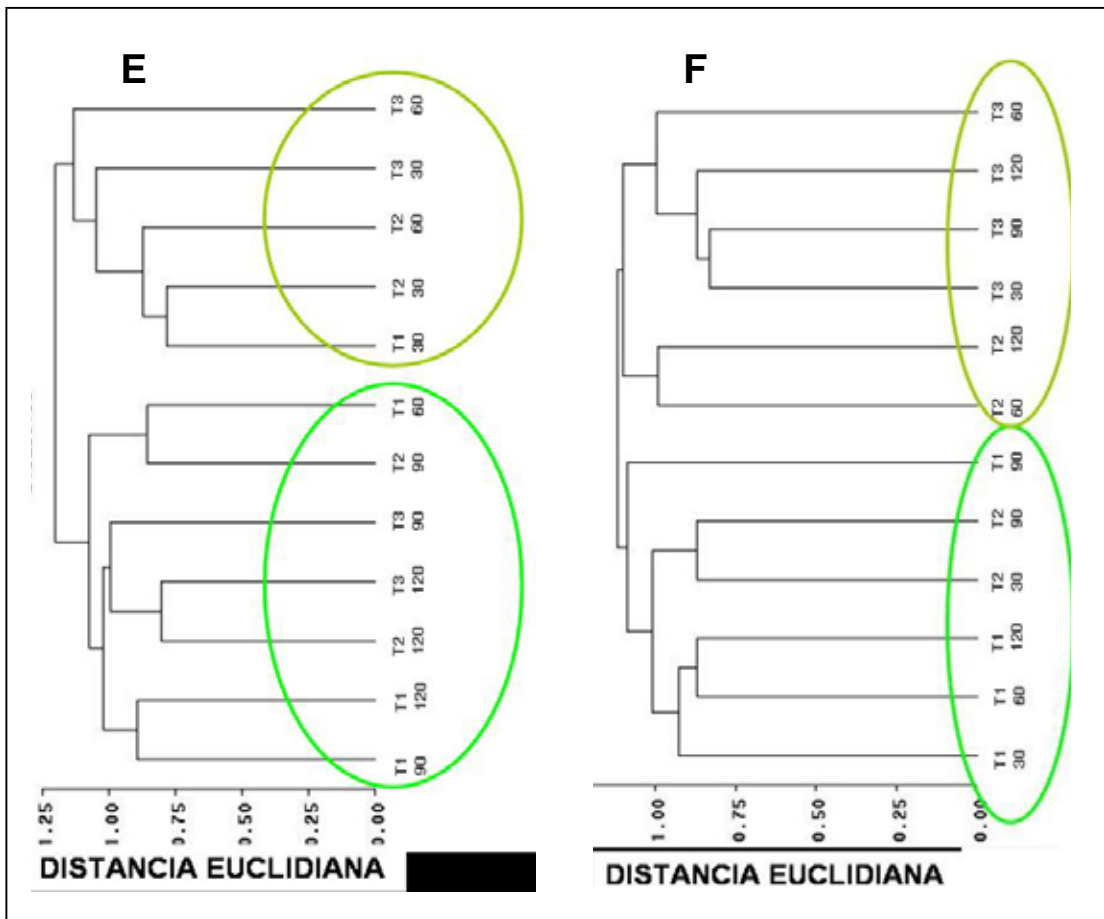 E
T3 60
T3 30
T2 60
T2 30
T1 30
T1 60
T2 90
T3 90
T3 120
T2 120
T1 120
T1 90
1.25 1.00 0.75 0.50 0.25 0.00
DISTANCIA EUCLIDIANA
F
T3 60
T3 120
T3 90
T3 30
T2 120
T2 60
T1 90
T2 90
T2 30
T1 120
T1 60
T1 30
1.00 0.75 0.50 0.25 0.00
DISTANCIA EUCLIDIANA